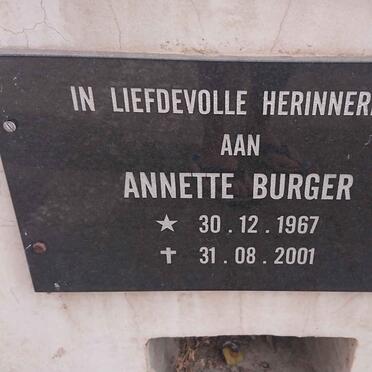 IN LIEFDEVOLLE HERINNER
AAN
ANNETTE BURGER
★ 30.12.1967
✝ 31.08.2001